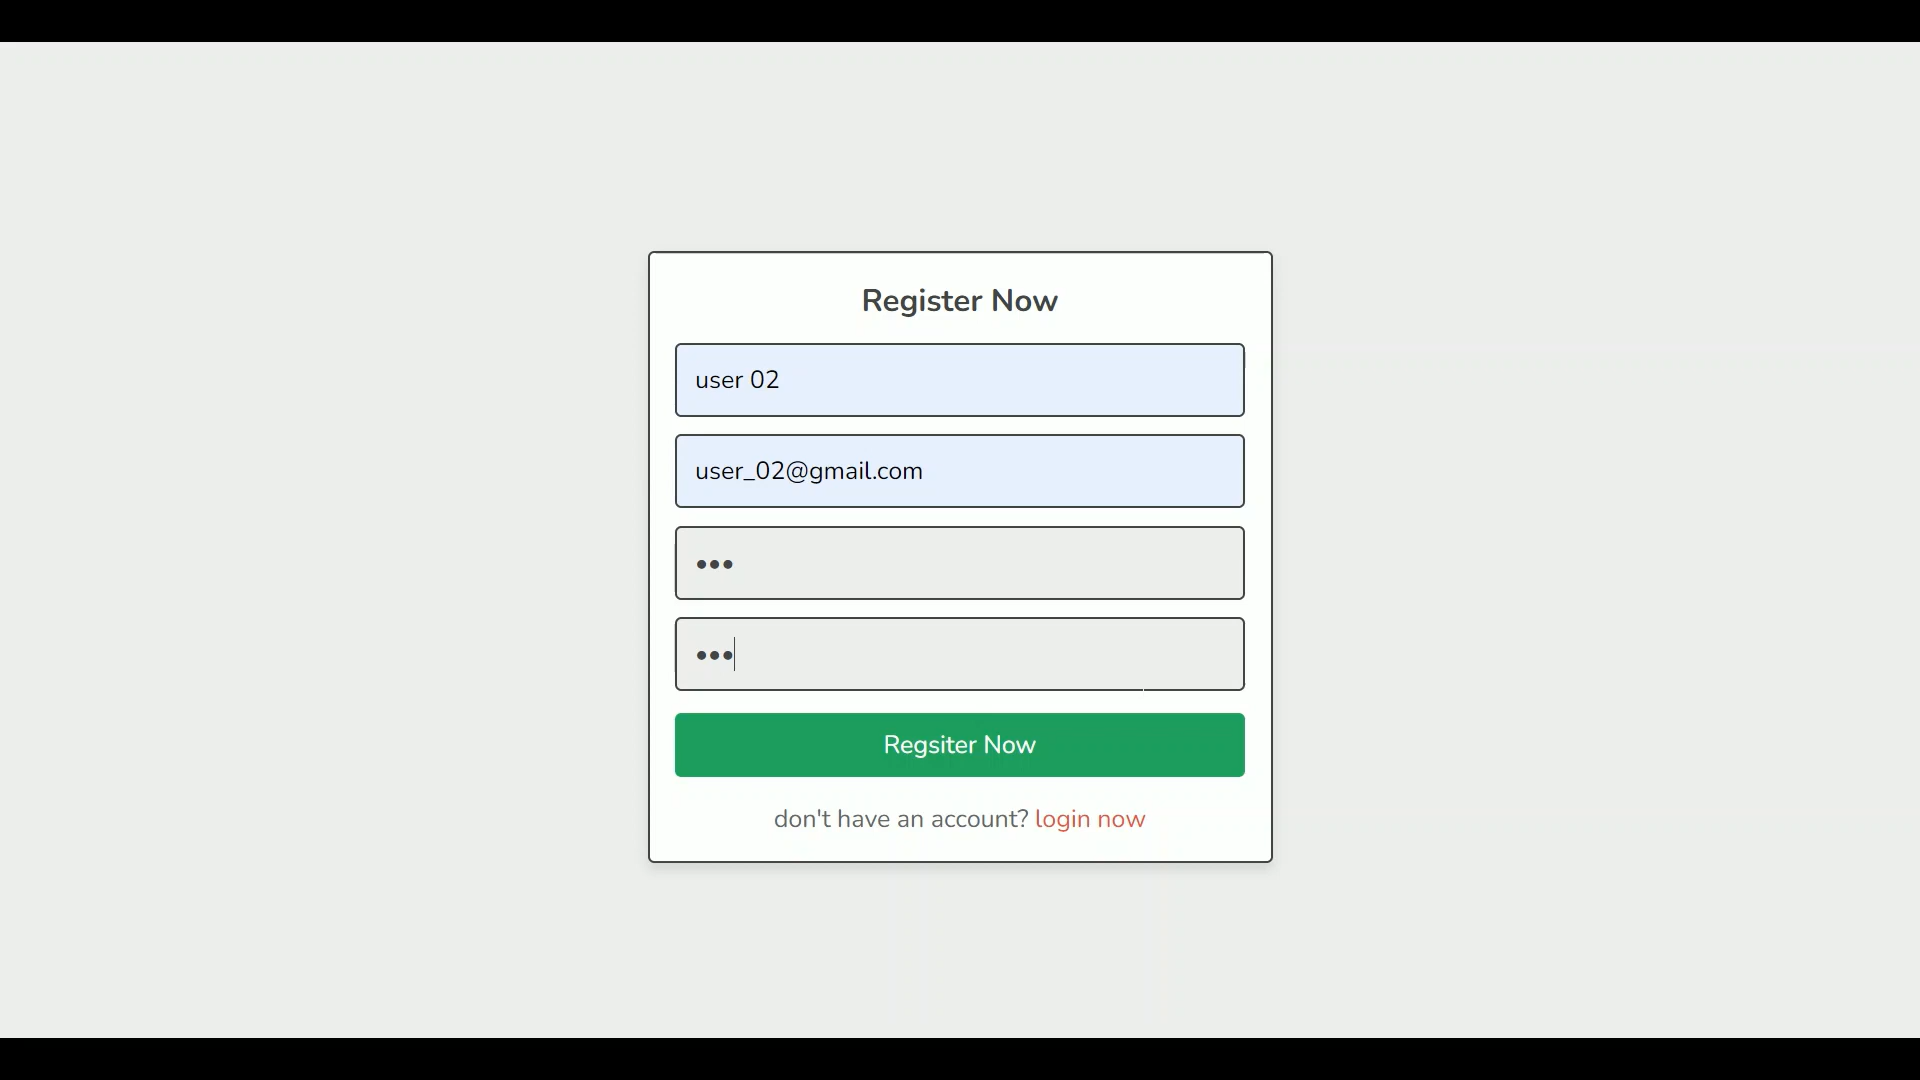 Register Now
user 02
user_02@gmail.com
•••
•••
Regsiter Now
don't have an account? login now